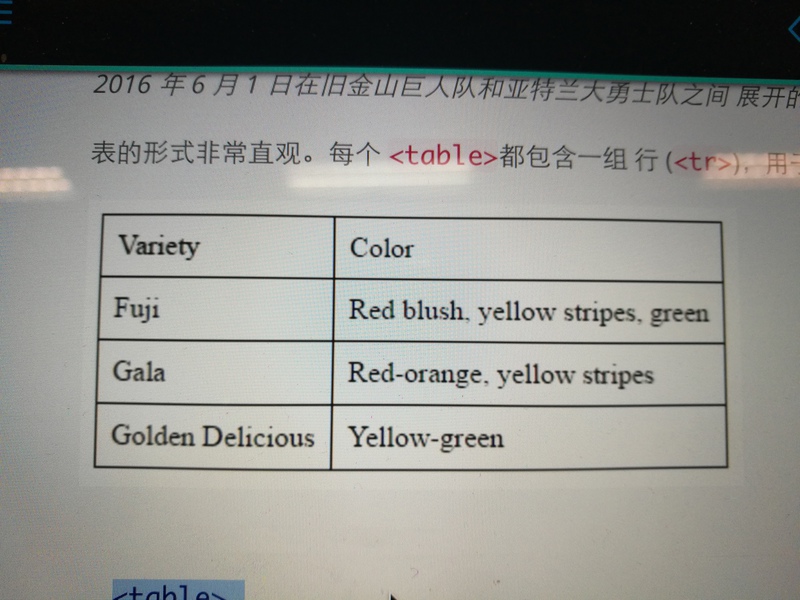 2016 年 6 月 1 日在旧金山巨人队和亚特兰大勇士队之间 展开的
表的形式非常直观。每个 <table>都包含一组 行 (<tr>)，用于
Variety Color
Fuji Red blush, yellow stripes, green
Gala Red-orange, yellow stripes
Golden Delicious Yellow-green
<table>